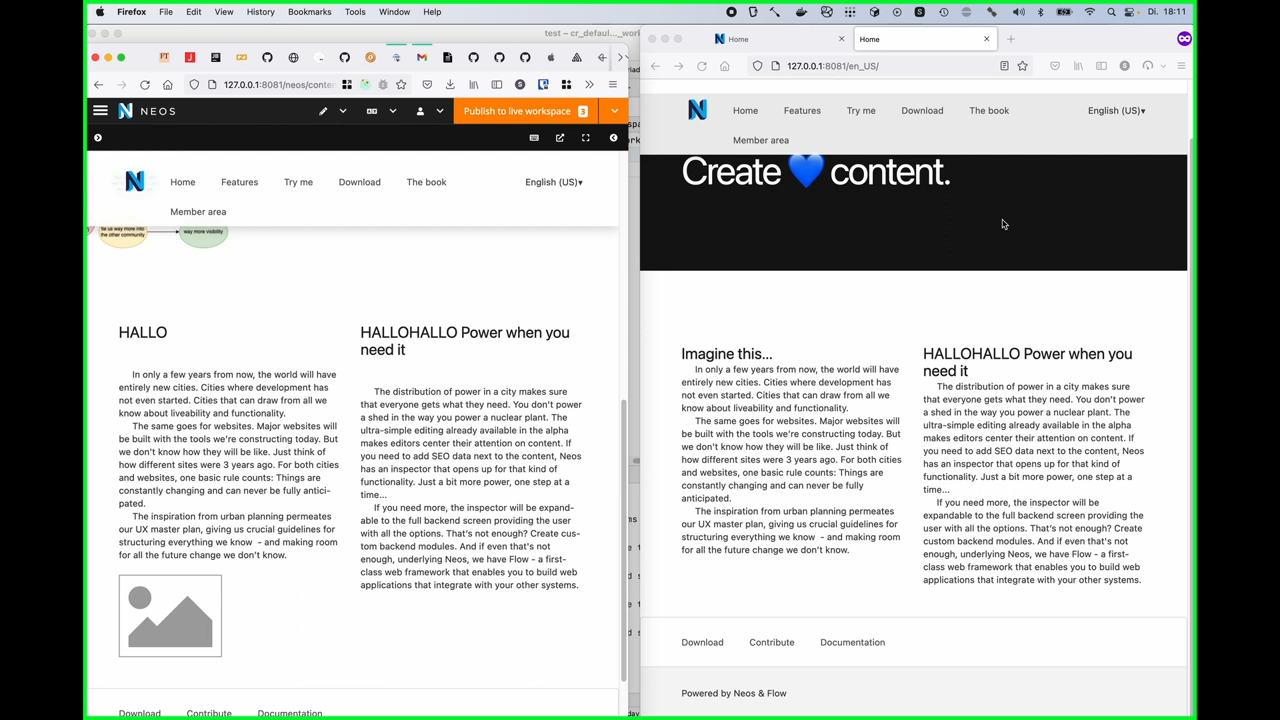 Firefox File Edit View History Bookmarks Tools Window Help
Di. 18:11
test – cr_defaul..._work
127.0.0.1:8081/neos/conten
NEOS
Publish to live workspace 3
Home Features Try me Download The book
English (US)▾
Member area
tie us way more into
the other community
way more visibility
HALLO
In only a few years from now, the world will have
entirely new cities. Cities where development has
not even started. Cities that can draw from all we
know about liveability and functionality.
The same goes for websites. Major websites will
be built with the tools we're constructing today. But
we don't know how they will be like. Just think of
how different sites were 3 years ago. For both cities
and websites, one basic rule counts: Things are
constantly changing and can never be fully antici-
pated.
The inspiration from urban planning permeates
our UX master plan, giving us crucial guidelines for
structuring everything we know - and making room
for all the future change we don't know.
HALLOHALLO Power when you
need it
The distribution of power in a city makes sure
that everyone gets what they need. You don't power
a shed in the way you power a nuclear plant. The
ultra-simple editing already available in the alpha
makes editors center their attention on content. If
you need to add SEO data next to the content, Neos
has an inspector that opens up for that kind of
functionality. Just a bit more power, one step at a
time...
If you need more, the inspector will be expand-
able to the full backend screen providing the user
with all the options. That's not enough? Create cus-
tom backend modules. And if even that's not
enough, underlying Neos, we have Flow - a first-
class web framework that enables you to build web
applications that integrate with your other systems.
Download Contribute Documentation
Home
Home
127.0.0.1:8081/en_US/
Home Features Try me Download The book
English (US)▾
Member area
Create 💙 content.
Imagine this...
In only a few years from now, the world will have
entirely new cities. Cities where development has
not even started. Cities that can draw from all we
know about liveability and functionality.
The same goes for websites. Major websites will
be built with the tools we're constructing today. But
we don't know how they will be like. Just think of
how different sites were 3 years ago. For both cities
and websites, one basic rule counts: Things are
constantly changing and can never be fully
anticipated.
The inspiration from urban planning permeates
our UX master plan, giving us crucial guidelines for
structuring everything we know - and making room
for all the future change we don't know.
HALLOHALLO Power when you
need it
The distribution of power in a city makes sure
that everyone gets what they need. You don't power
a shed in the way you power a nuclear plant. The
ultra-simple editing already available in the alpha
makes editors center their attention on content. If
you need to add SEO data next to the content, Neos
has an inspector that opens up for that kind of
functionality. Just a bit more power, one step at a
time...
If you need more, the inspector will be
expandable to the full backend screen providing the
user with all the options. That's not enough? Create
custom backend modules. And if even that's not
enough, underlying Neos, we have Flow - a first-
class web framework that enables you to build web
applications that integrate with your other systems.
Download Contribute Documentation
Powered by Neos & Flow